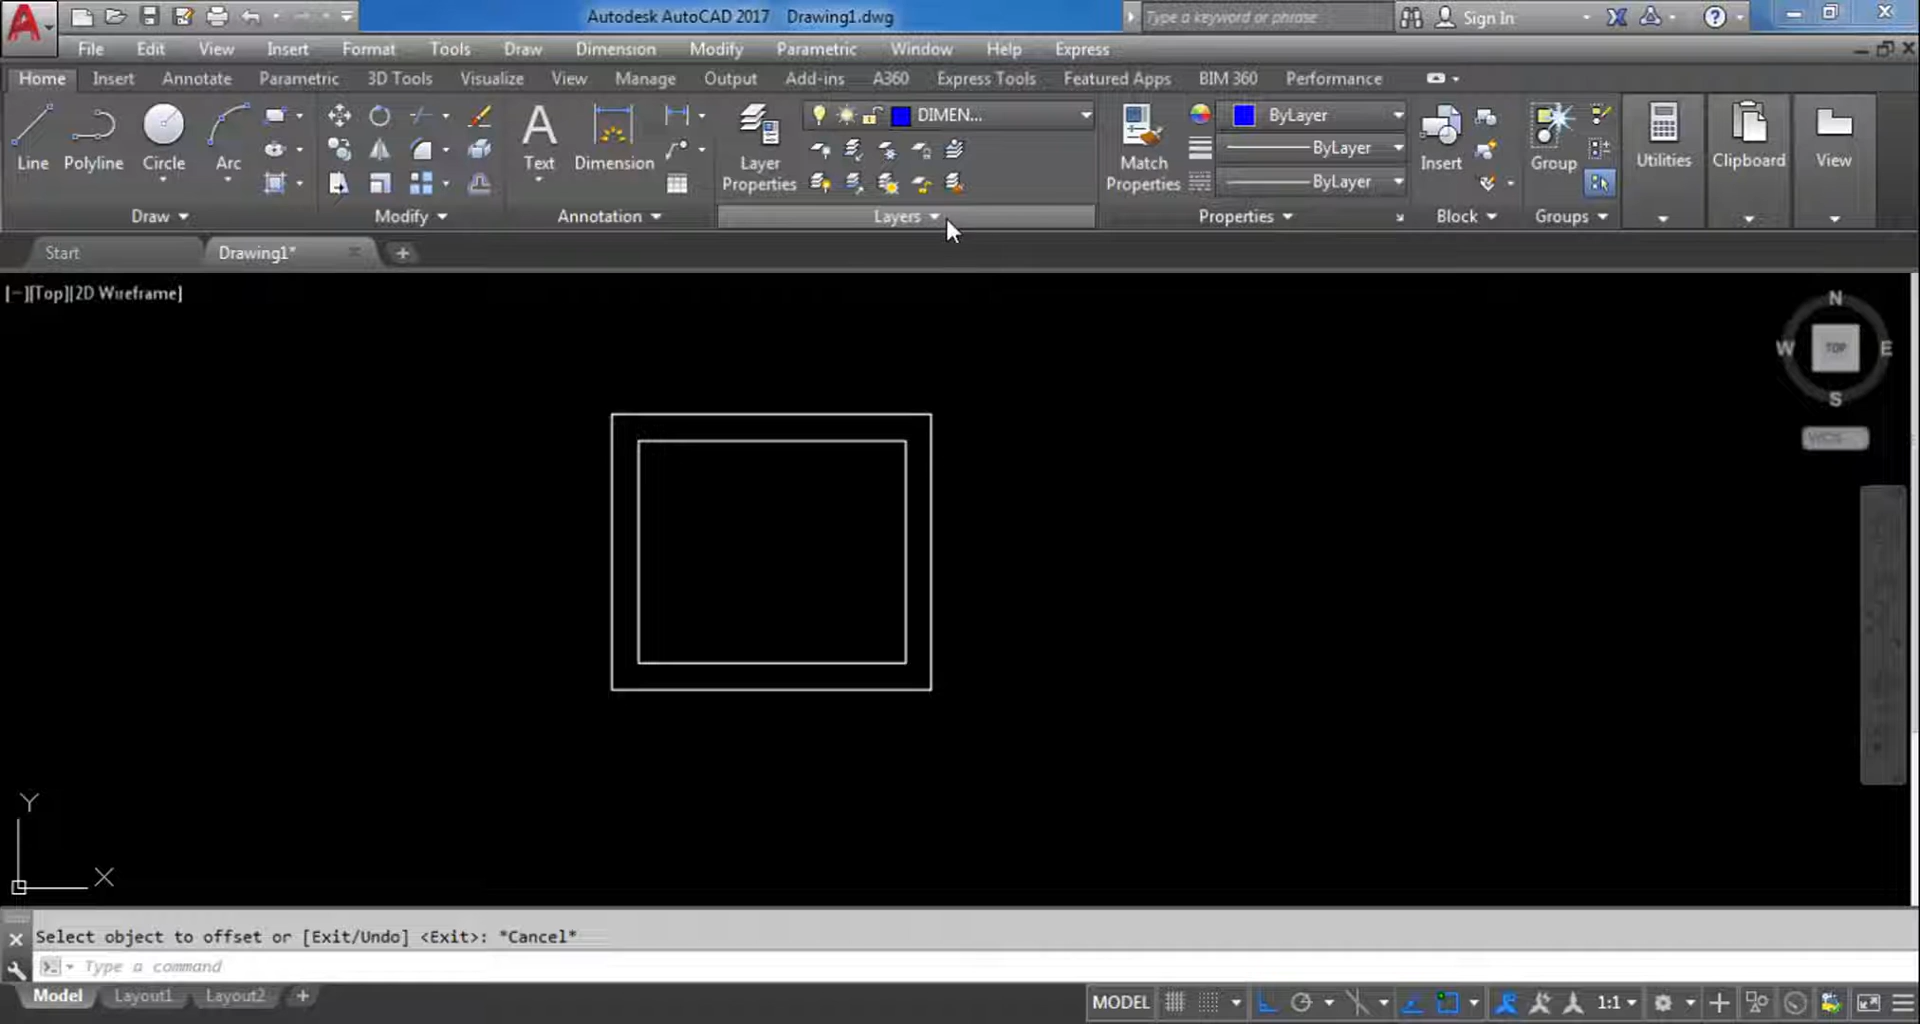 Autodesk AutoCAD 2017 Drawing1.dwg
Type a keyword or phrase
Sign In
File Edit View Insert Format Tools Draw Dimension Modify Parametric Window Help Express
Home Insert Annotate Parametric 3D Tools Visualize View Manage Output Add-ins A360 Express Tools Featured Apps BIM 360 Performance
DIMEN...
ByLayer
ByLayer
ByLayer
Line Polyline Circle Arc
Text Dimension
Layer
Properties
Match
Properties
Insert
Group
Utilities
Clipboard
View
Draw Modify Annotation Layers Properties Block Groups
Start Drawing1* +
[−][Top][2D Wireframe]
N
W TOP E
S
WCS
Y
X
Select object to offset or [Exit/Undo] <Exit>: *Cancel*
Type a command
Model Layout1 Layout2 +
MODEL 1:1